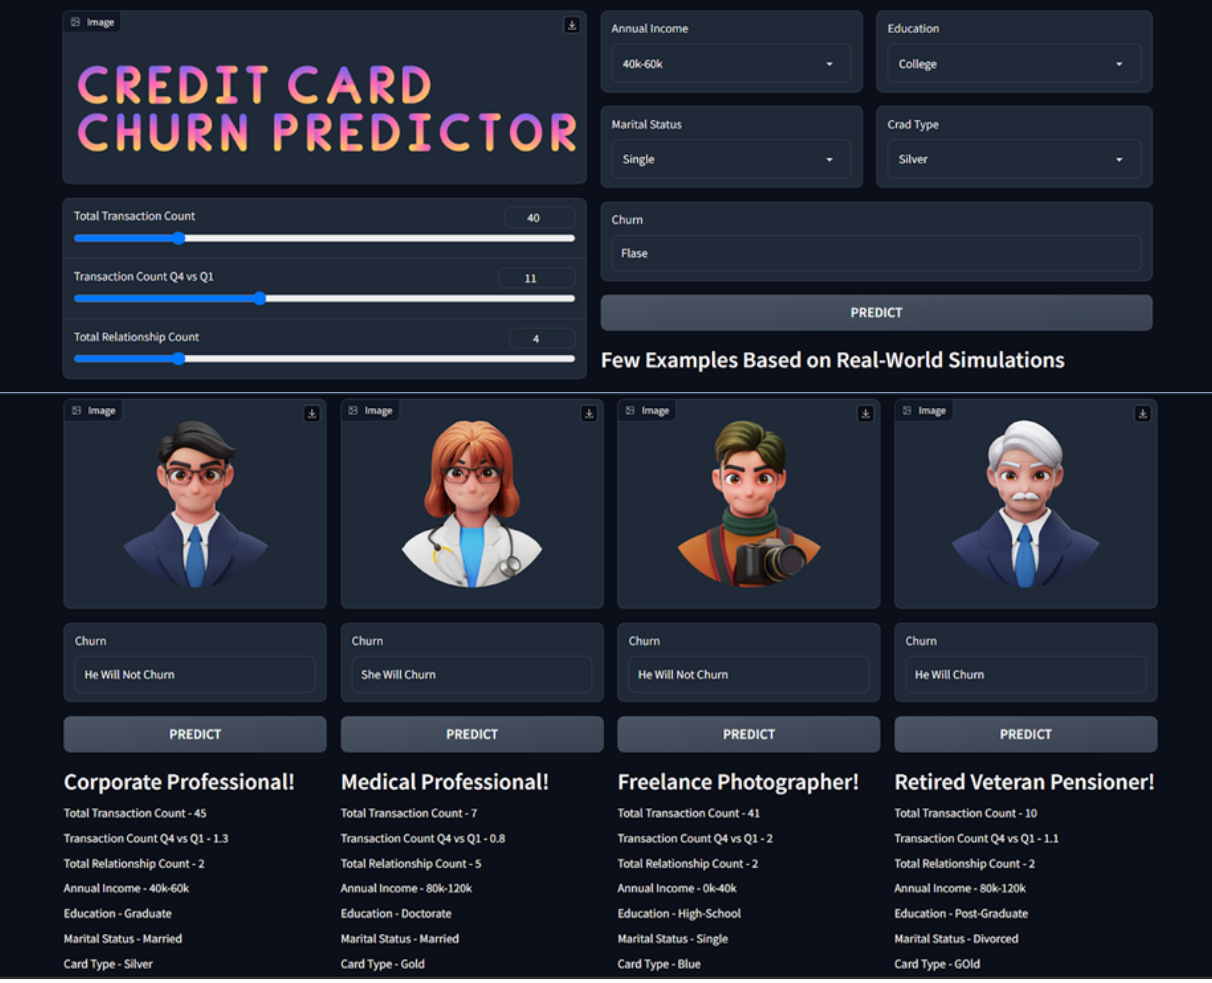 Image
CREDIT CARD
CHURN PREDICTOR
Total Transaction Count
40
Transaction Count Q4 vs Q1
11
Total Relationship Count
4
Annual Income
40k-60k
Education
College
Marital Status
Single
Crad Type
Silver
Churn
Flase
PREDICT
Few Examples Based on Real-World Simulations
Image
Churn
He Will Not Churn
PREDICT
Corporate Professional!
Total Transaction Count - 45
Transaction Count Q4 vs Q1 - 1.3
Total Relationship Count - 2
Annual Income - 40k-60k
Education - Graduate
Marital Status - Married
Card Type - Silver
Image
Churn
She Will Churn
PREDICT
Medical Professional!
Total Transaction Count - 7
Transaction Count Q4 vs Q1 - 0.8
Total Relationship Count - 5
Annual Income - 80k-120k
Education - Doctorate
Marital Status - Married
Card Type - Gold
Image
Churn
He Will Not Churn
PREDICT
Freelance Photographer!
Total Transaction Count - 41
Transaction Count Q4 vs Q1 - 2
Total Relationship Count - 2
Annual Income - 0k-40k
Education - High-School
Marital Status - Single
Card Type - Blue
Image
Churn
He Will Churn
PREDICT
Retired Veteran Pensioner!
Total Transaction Count - 10
Transaction Count Q4 vs Q1 - 1.1
Total Relationship Count - 2
Annual Income - 80k-120k
Education - Post-Graduate
Marital Status - Divorced
Card Type - GOld